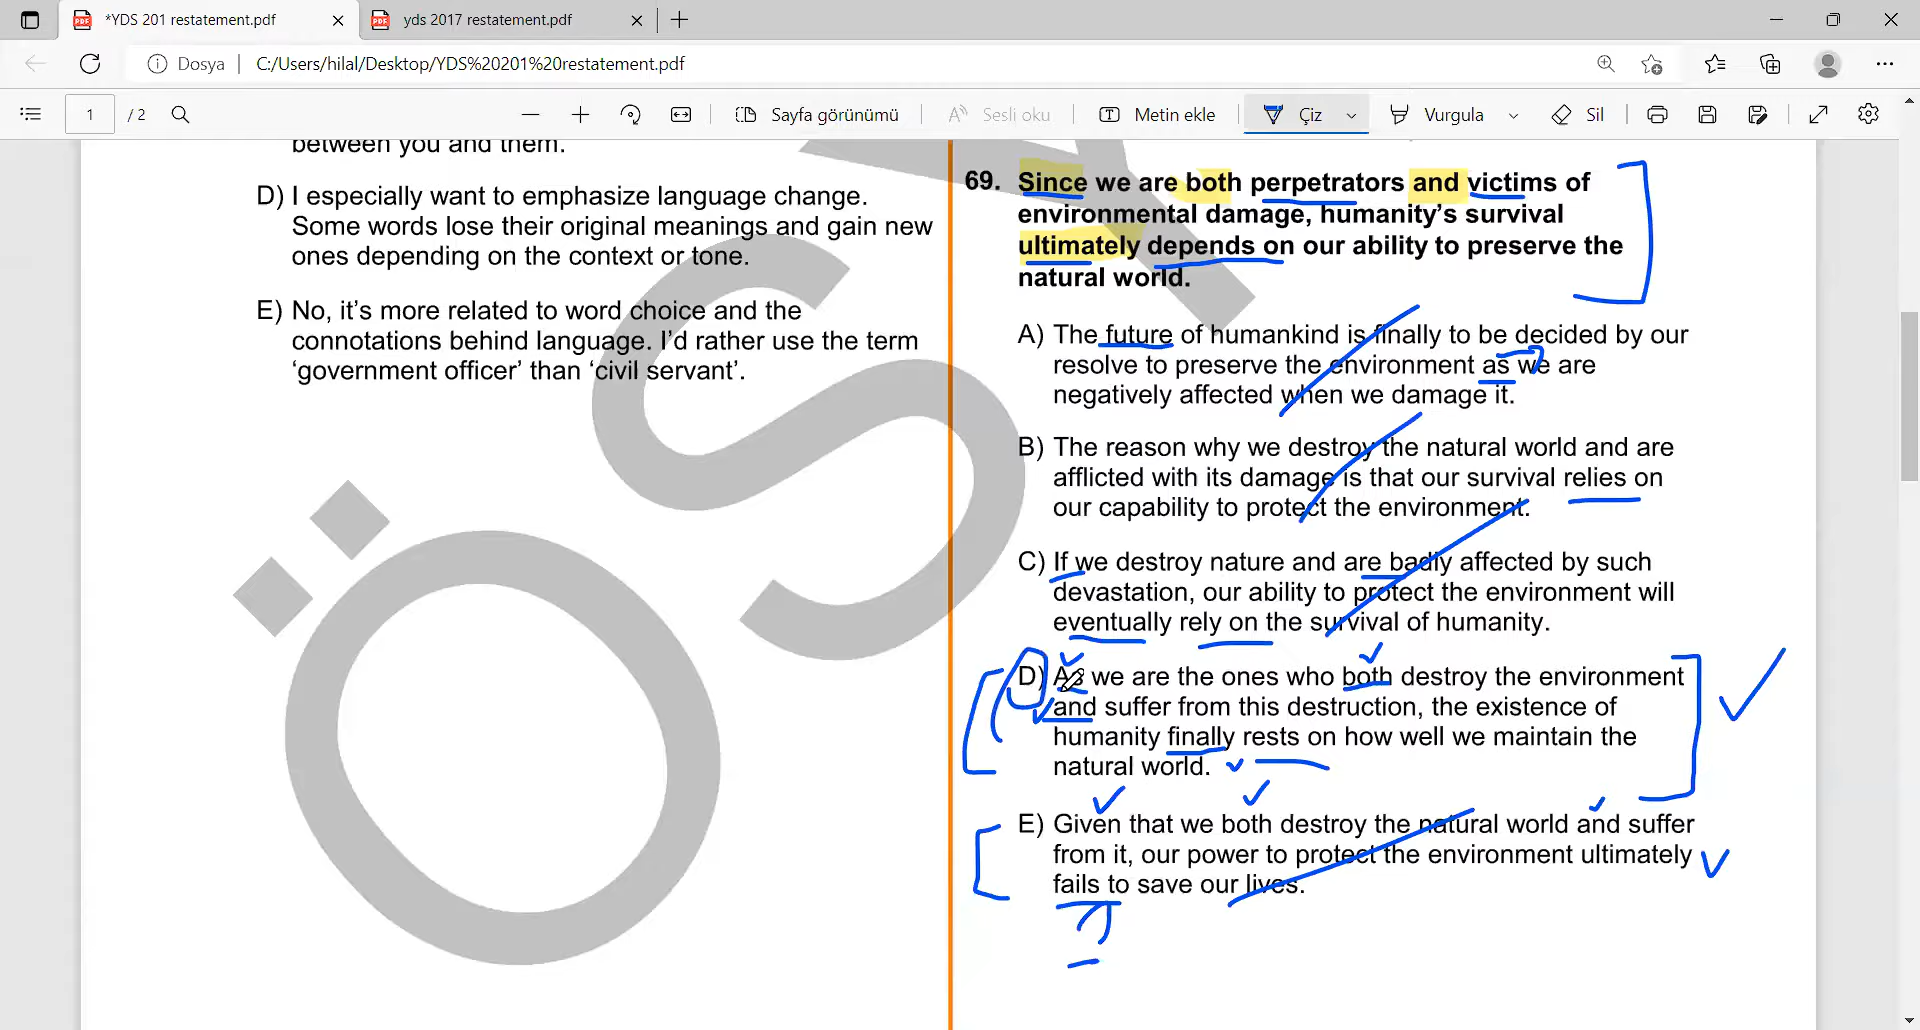 *YDS 201 restatement.pdf
yds 2017 restatement.pdf
Dosya
C:/Users/hilal/Desktop/YDS%20201%20restatement.pdf
1 / 2
Sayfa görünümü
Sesli oku
Metin ekle
Çiz
Vurgula
Sil
between you and them.
D) I especially want to emphasize language change.
Some words lose their original meanings and gain new
ones depending on the context or tone.
E) No, it’s more related to word choice and the
connotations behind language. I’d rather use the term
‘government officer’ than ‘civil servant’.
69. Since we are both perpetrators and victims of
environmental damage, humanity’s survival
ultimately depends on our ability to preserve the
natural world.
A) The future of humankind is finally to be decided by our
resolve to preserve the environment as we are
negatively affected when we damage it.
B) The reason why we destroy the natural world and are
afflicted with its damage is that our survival relies on
our capability to protect the environment.
C) If we destroy nature and are badly affected by such
devastation, our ability to protect the environment will
eventually rely on the survival of humanity.
D) As we are the ones who both destroy the environment
and suffer from this destruction, the existence of
humanity finally rests on how well we maintain the
natural world.
E) Given that we both destroy the natural world and suffer
from it, our power to protect the environment ultimately
fails to save our lives.
ÖSY